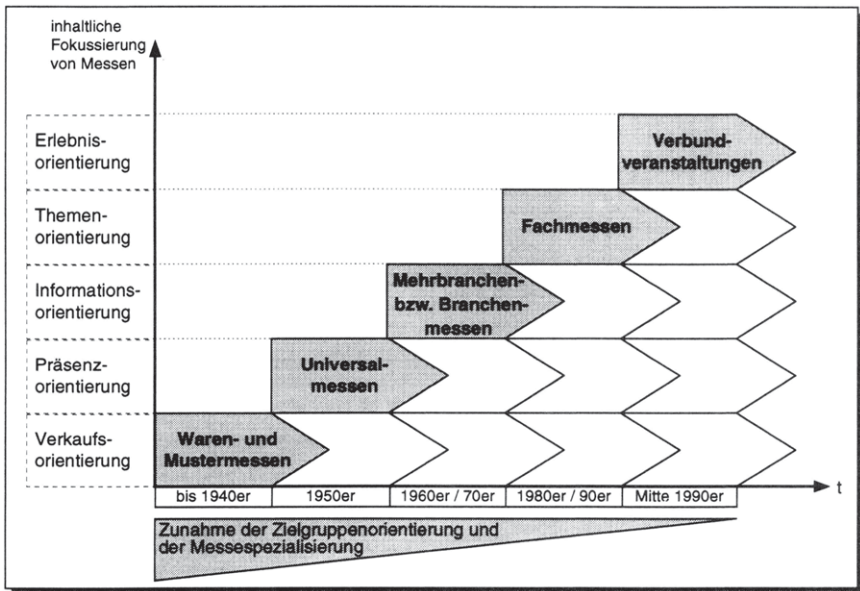 inhaltliche
Fokussierung
von Messen
Erlebnis-
orientierung
Verbund-
veranstaltungen
Themen-
orientierung
Fachmessen
Informations-
orientierung
Mehrbranchen-
bzw. Branchen-
messen
Präsenz-
orientierung
Universal-
messen
Verkaufs-
orientierung
Waren- und
Mustermessen
t
bis 1940er
1950er
1960er / 70er
1980er / 90er
Mitte 1990er
Zunahme der Zielgruppenorientierung und
der Messespezialisierung